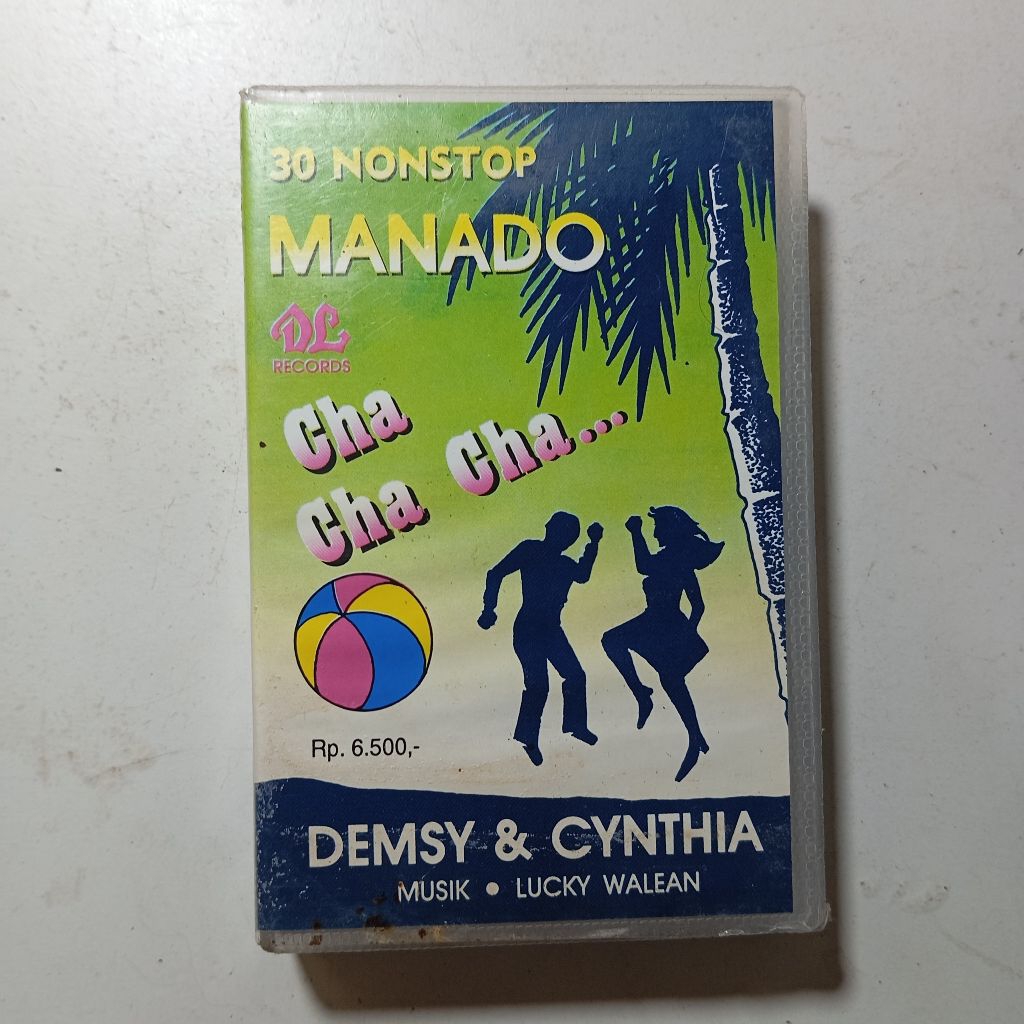 30 NONSTOP
MANADO
DL
RECORDS
Cha
Cha Cha...
Rp. 6.500,-
DEMSY & CYNTHIA
MUSIK • LUCKY WALEAN